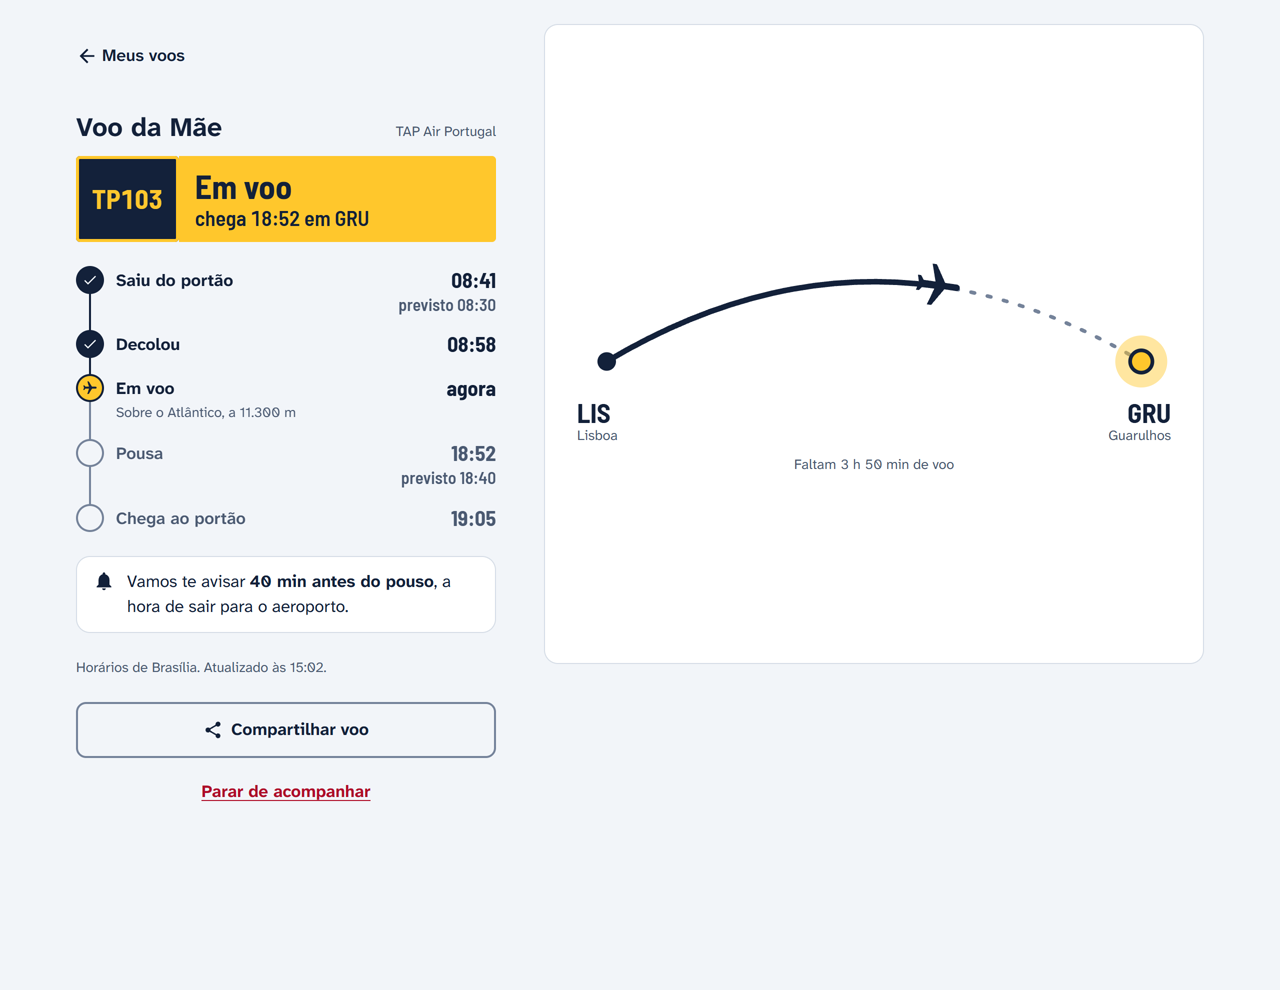 Meus voos
Voo da Mãe
TAP Air Portugal
TP103
Em voo
chega 18:52 em GRU
Saiu do portão
08:41
previsto 08:30
Decolou
08:58
Em voo
agora
Sobre o Atlântico, a 11.300 m
Pousa
18:52
previsto 18:40
Chega ao portão
19:05
Vamos te avisar 40 min antes do pouso, a
hora de sair para o aeroporto.
Horários de Brasília. Atualizado às 15:02.
Compartilhar voo
Parar de acompanhar
LIS
Lisboa
GRU
Guarulhos
Faltam 3 h 50 min de voo